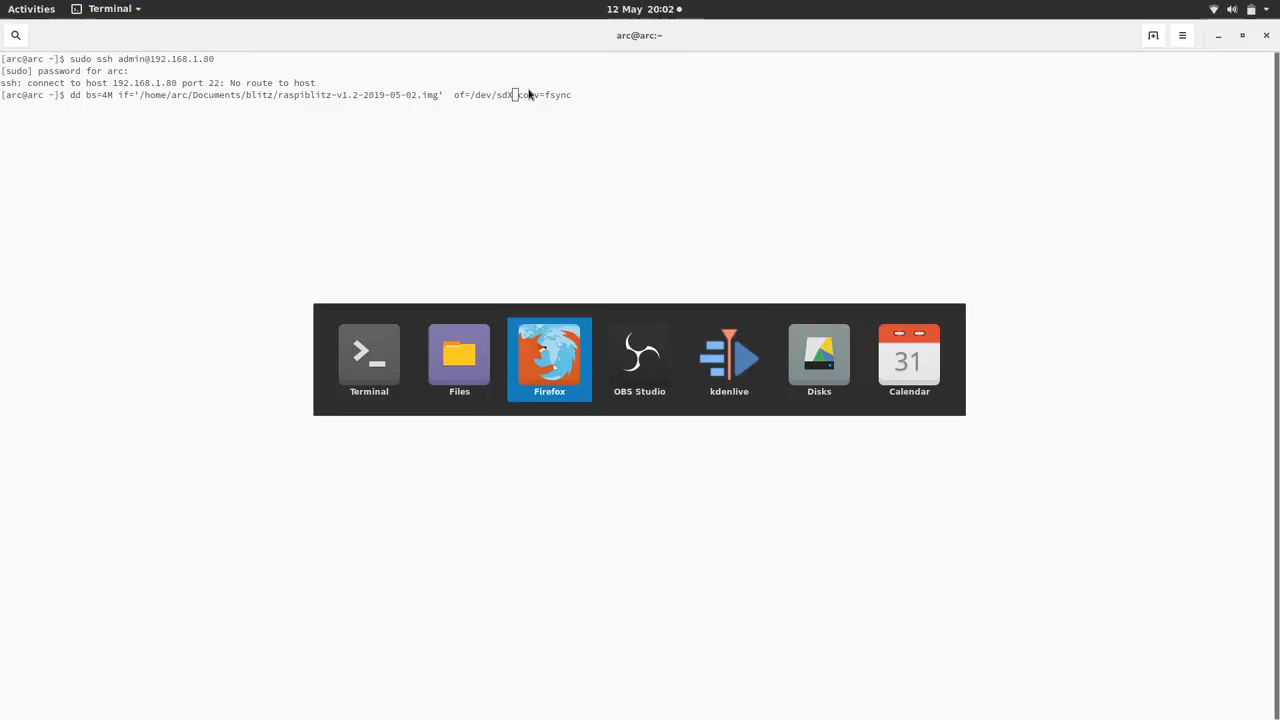 Activities
Terminal
12 May 20:02
arc@arc:~
[arc@arc ~]$ sudo ssh admin@192.168.1.80
[sudo] password for arc:
ssh: connect to host 192.168.1.80 port 22: No route to host
[arc@arc ~]$ dd bs=4M if='/home/arc/Documents/blitz/raspiblitz-v1.2-2019-05-02.img'  of=/dev/sdX conv=fsync
31
Terminal
Files
Firefox
OBS Studio
kdenlive
Disks
Calendar